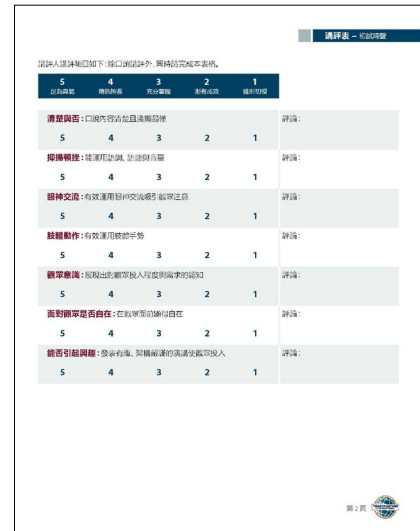 講評表 – 初試啼聲
講評人講評項目如下:除口頭講評外,同時請完成本表格。
5 4 3 2 1
足為典範 精熟擅長 充分掌握 漸有成效 雛形初現
清楚與否:口說內容清楚且淺顯易懂 評論:
5 4 3 2 1
抑揚頓挫:能運用語調、語速與音量 評論:
5 4 3 2 1
眼神交流:有效運用眼神交流吸引觀眾注意 評論:
5 4 3 2 1
肢體動作:有效運用肢體手勢 評論:
5 4 3 2 1
觀眾意識:展現出對觀眾投入程度與需求的認知 評論:
5 4 3 2 1
面對觀眾是否自在:在觀眾面前顯得自在 評論:
5 4 3 2 1
能否引起興趣:發表有趣、架構嚴謹的演講使觀眾投入 評論:
5 4 3 2 1
第 2 頁